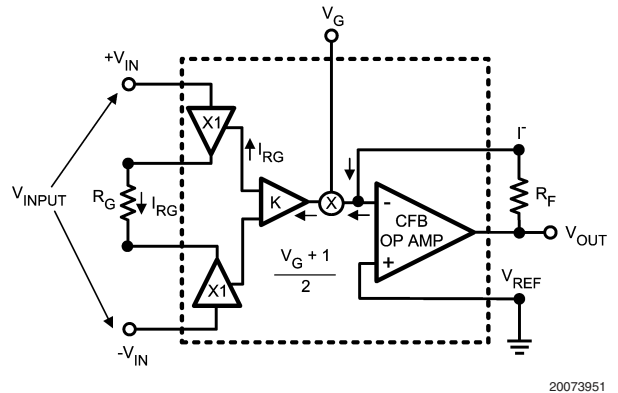 V_G
+V_IN
X1
I_RG
I⁻
V_INPUT
R_G
I_RG
K
X
-
R_F
CFB
OP AMP
V_OUT
V_G + 1
2
+
V_REF
X1
-V_IN
20073951